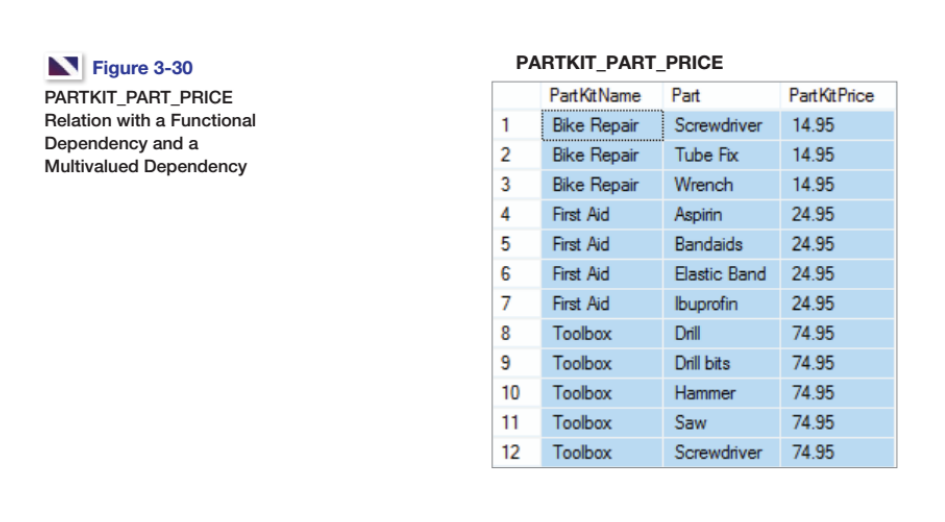 Figure 3-30
PARTKIT_PART_PRICE
Relation with a Functional
Dependency and a
Multivalued Dependency
PARTKIT_PART_PRICE
PartKitName Part PartKitPrice
1 Bike Repair Screwdriver 14.95
2 Bike Repair Tube Fix 14.95
3 Bike Repair Wrench 14.95
4 First Aid Aspirin 24.95
5 First Aid Bandaids 24.95
6 First Aid Elastic Band 24.95
7 First Aid Ibuprofin 24.95
8 Toolbox Drill 74.95
9 Toolbox Drill bits 74.95
10 Toolbox Hammer 74.95
11 Toolbox Saw 74.95
12 Toolbox Screwdriver 74.95